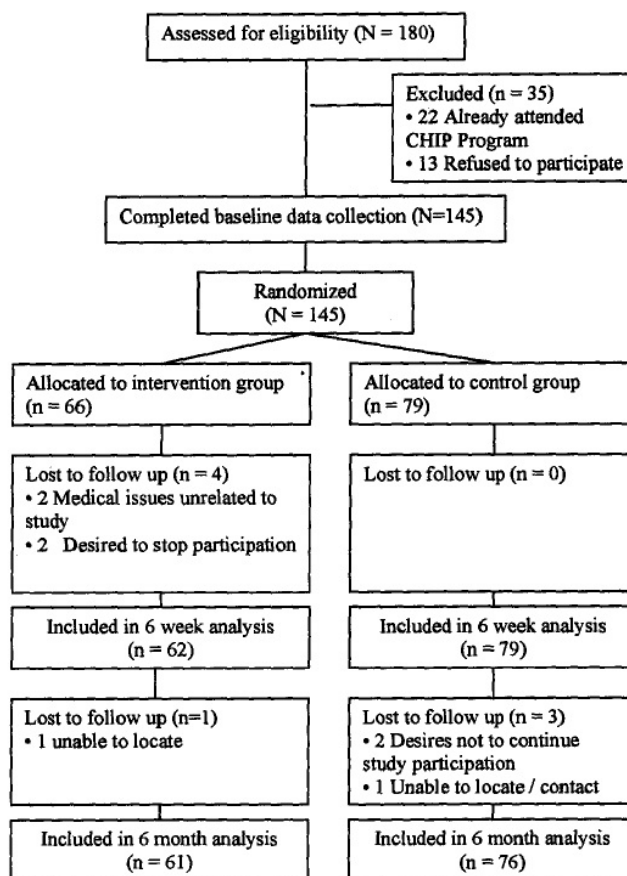 Assessed for eligibility (N = 180)
Excluded (n = 35)
• 22 Already attended
CHIP Program
• 13 Refused to participate
Completed baseline data collection (N=145)
Randomized
(N = 145)
Allocated to intervention group
(n = 66)
Allocated to control group
(n = 79)
Lost to follow up (n = 4)
• 2 Medical issues unrelated to
study
• 2 Desired to stop participation
Lost to follow up (n = 0)
Included in 6 week analysis
(n = 62)
Included in 6 week analysis
(n = 79)
Lost to follow up (n=1)
• 1 unable to locate
Lost to follow up (n = 3)
• 2 Desires not to continue
study participation
• 1 Unable to locate / contact
Included in 6 month analysis
(n = 61)
Included in 6 month analysis
(n = 76)